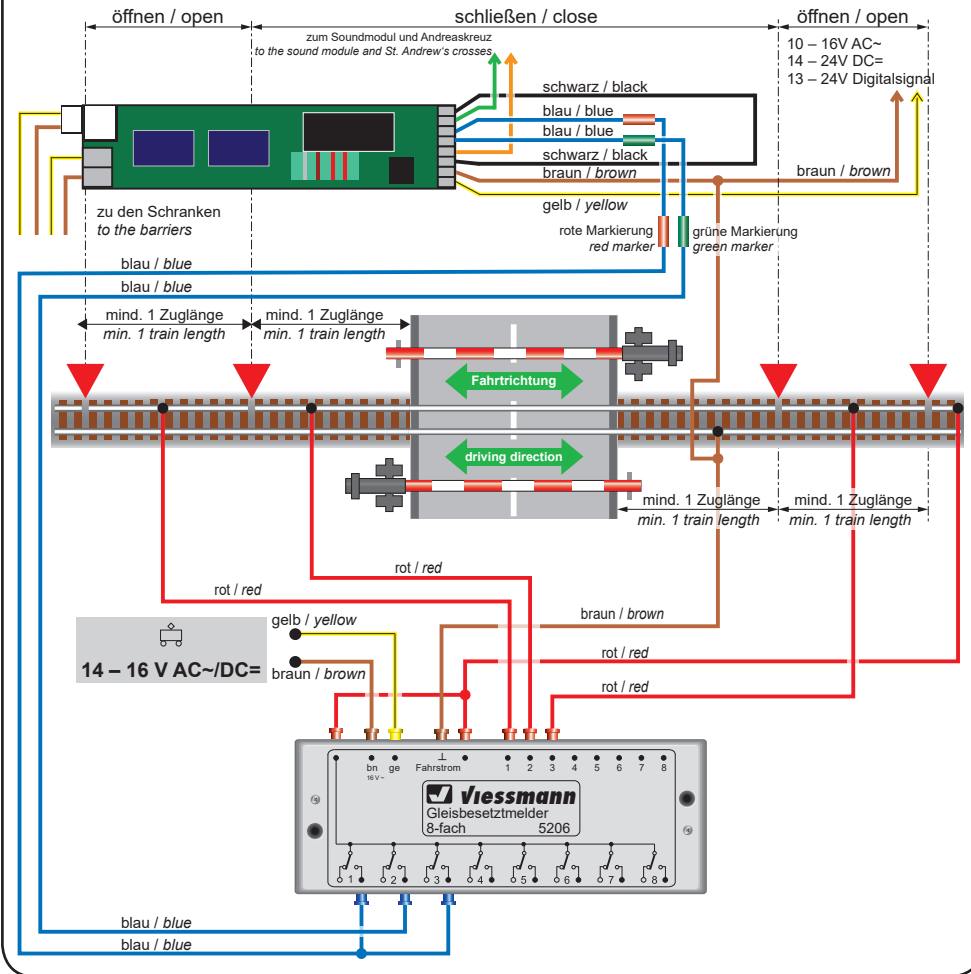 öffnen / open
schließen / close
öffnen / open
zum Soundmodul und Andreaskreuz
to the sound module and St. Andrew's crosses
10 – 16V AC~
14 – 24V DC=
13 – 24V Digitalsignal
schwarz / black
blau / blue
blau / blue
schwarz / black
braun / brown
braun / brown
gelb / yellow
zu den Schranken
to the barriers
rote Markierung
red marker
grüne Markierung
green marker
blau / blue
blau / blue
mind. 1 Zuglänge
min. 1 train length
mind. 1 Zuglänge
min. 1 train length
Fahrtrichtung
driving direction
mind. 1 Zuglänge
min. 1 train length
mind. 1 Zuglänge
min. 1 train length
rot / red
rot / red
gelb / yellow
braun / brown
14 – 16 V AC~/DC=
braun / brown
rot / red
rot / red
bn
16 V ~
ge
Fahrstrom
1 2 3 4 5 6 7 8
Viessmann
Gleisbesetztmelder
8-fach 5206
1 2 3 4 5 6 7 8
blau / blue
blau / blue